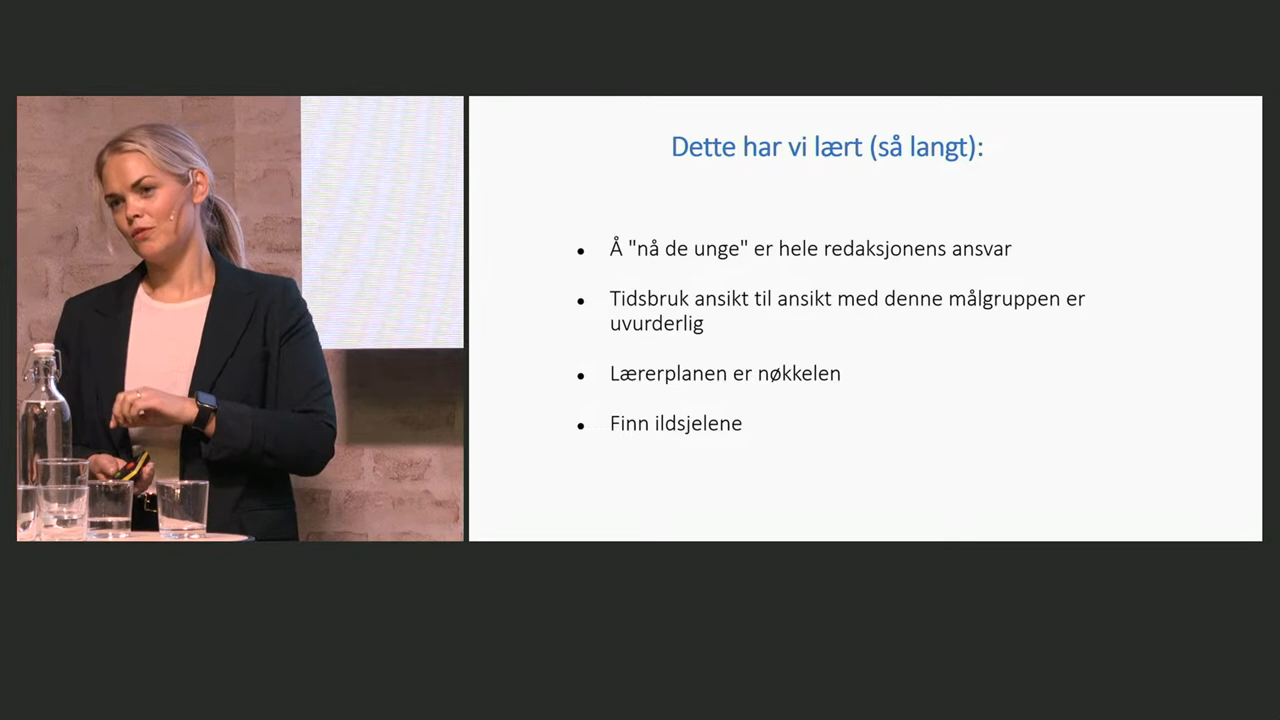 Dette har vi lært (så langt):
Å "nå de unge" er hele redaksjonens ansvar
Tidsbruk ansikt til ansikt med denne målgruppen er
uvurderlig
Lærerplanen er nøkkelen
Finn ildsjelene